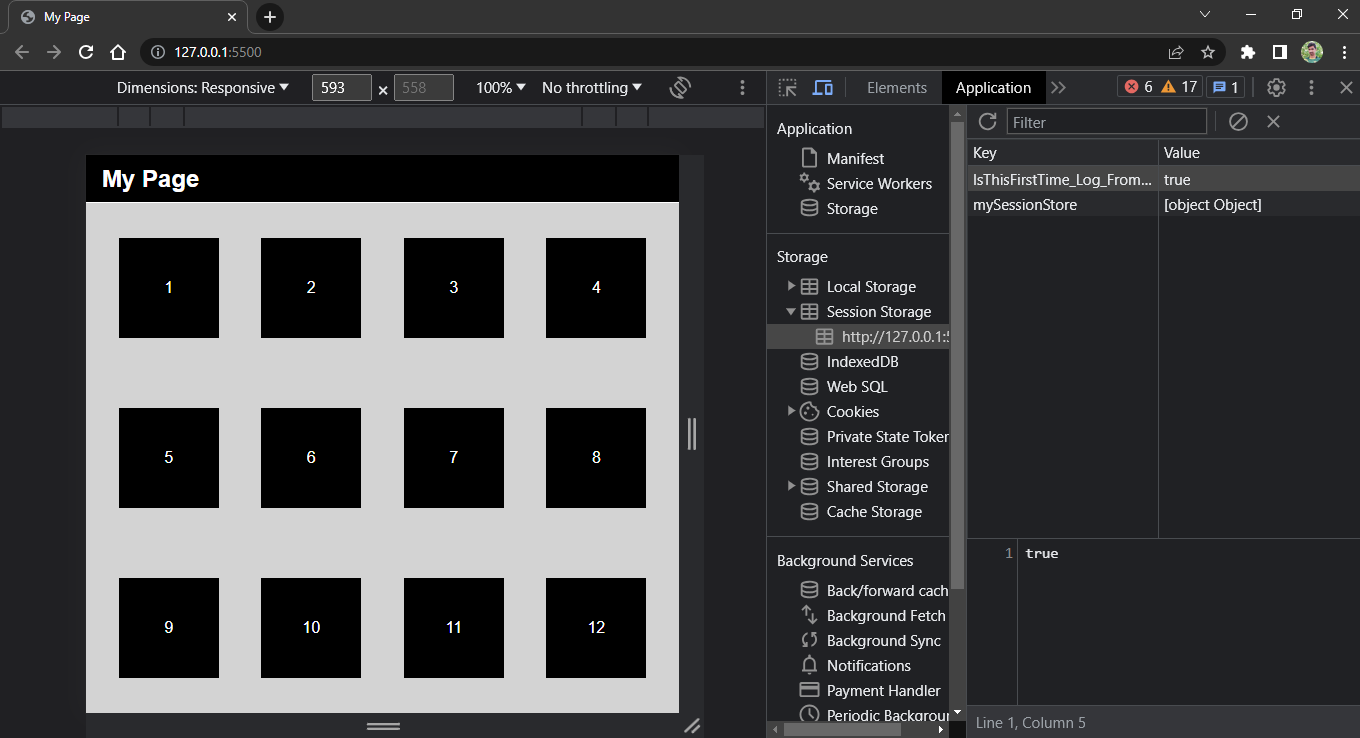 My Page
127.0.0.1:5500
Dimensions: Responsive 593 × 558 100% No throttling
Elements Application 6 17 1
Filter
Application
Manifest
Service Workers
Storage
Storage
Local Storage
Session Storage
http://127.0.0.1:5
IndexedDB
Web SQL
Cookies
Private State Token
Interest Groups
Shared Storage
Cache Storage
Background Services
Back/forward cach
Background Fetch
Background Sync
Notifications
Payment Handler
Periodic Backgroun
Key Value
IsThisFirstTime_Log_From... true
mySessionStore [object Object]
1 true
Line 1, Column 5
My Page
1 2 3 4
5 6 7 8
9 10 11 12